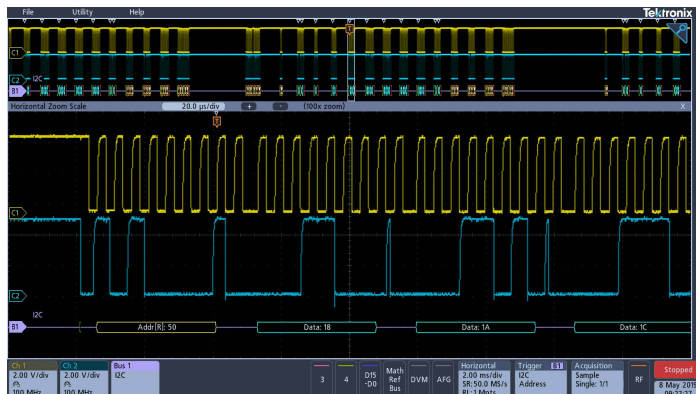 File Utility Help Tektronix
C1
C2 I2C
B1
Horizontal Zoom Scale 20.0 µs/div + - (100x zoom) X
T
C1
C2
I2C
B1 Addr[R]: 50 Data: 18 Data: 1A Data: 1C
Ch 1 Ch 2 Bus 1 Math Horizontal Trigger B1 Acquisition Stopped
2.00 V/div 2.00 V/div I2C 3 4 D15 -D0 Ref DVM AFG 2.00 ms/div I2C Sample RF
100 MHz 100 MHz Bus SR: 50.0 MS/s Address Single: 1/1 8 May 2019
RL: 1 Mpts